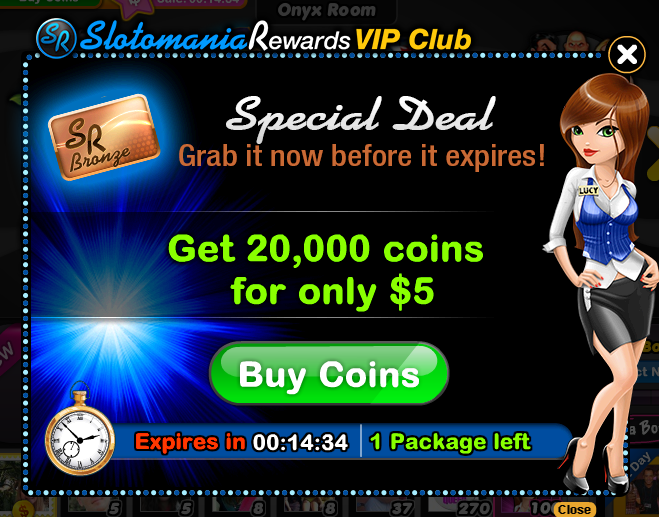 Onyx Room
SR Slotomania Rewards VIP Club
SR
Bronze
Special Deal
Grab it now before it expires!
LUCY
Get 20,000 coins
for only $5
Buy Coins
Expires in 00:14:34
1 Package left
Day
5
5
8
8
37
270
Close